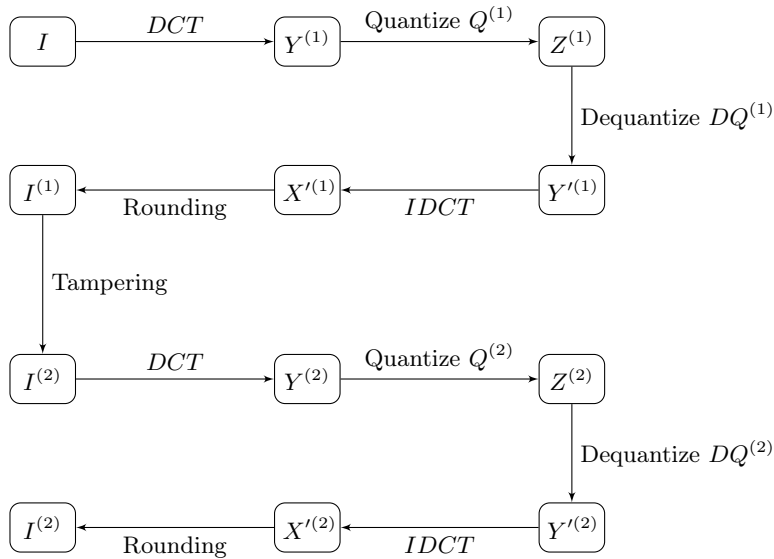 I DCT Y⁽¹⁾ Quantize Q⁽¹⁾ Z⁽¹⁾
Dequantize DQ⁽¹⁾
I⁽¹⁾ Rounding X′⁽¹⁾ IDCT Y′⁽¹⁾
Tampering
I⁽²⁾ DCT Y⁽²⁾ Quantize Q⁽²⁾ Z⁽²⁾
Dequantize DQ⁽²⁾
I⁽²⁾ Rounding X′⁽²⁾ IDCT Y′⁽²⁾